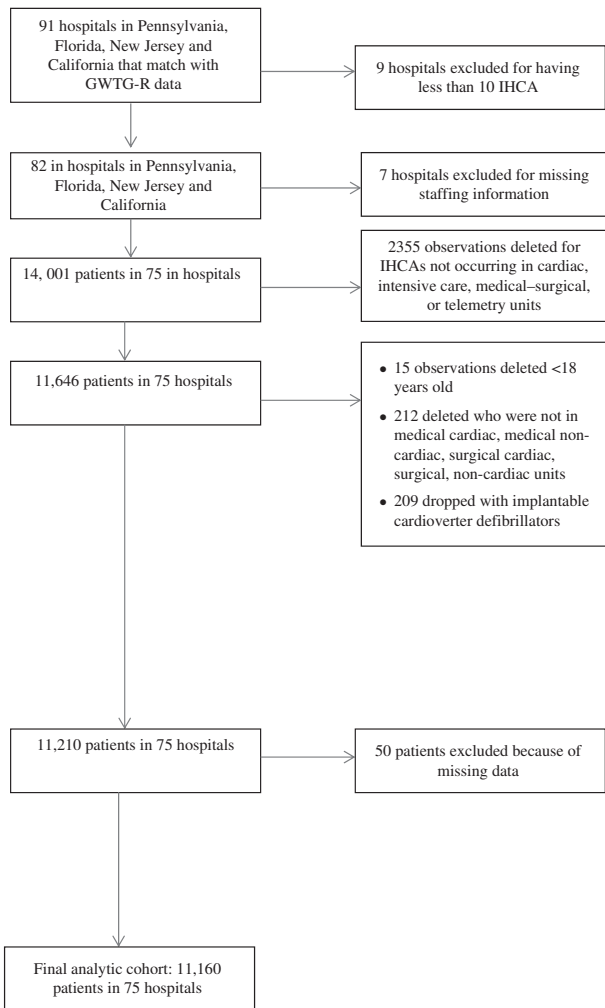 91 hospitals in Pennsylvania,
Florida, New Jersey and
California that match with
GWTG-R data
9 hospitals excluded for having
less than 10 IHCA
82 in hospitals in Pennsylvania,
Florida, New Jersey and
California
7 hospitals excluded for missing
staffing information
14, 001 patients in 75 in hospitals
2355 observations deleted for
IHCAs not occurring in cardiac,
intensive care, medical–surgical,
or telemetry units
11,646 patients in 75 hospitals
• 15 observations deleted <18
years old
• 212 deleted who were not in
medical cardiac, medical non-
cardiac, surgical cardiac,
surgical, non-cardiac units
• 209 dropped with implantable
cardioverter defibrillators
11,210 patients in 75 hospitals
50 patients excluded because of
missing data
Final analytic cohort: 11,160
patients in 75 hospitals